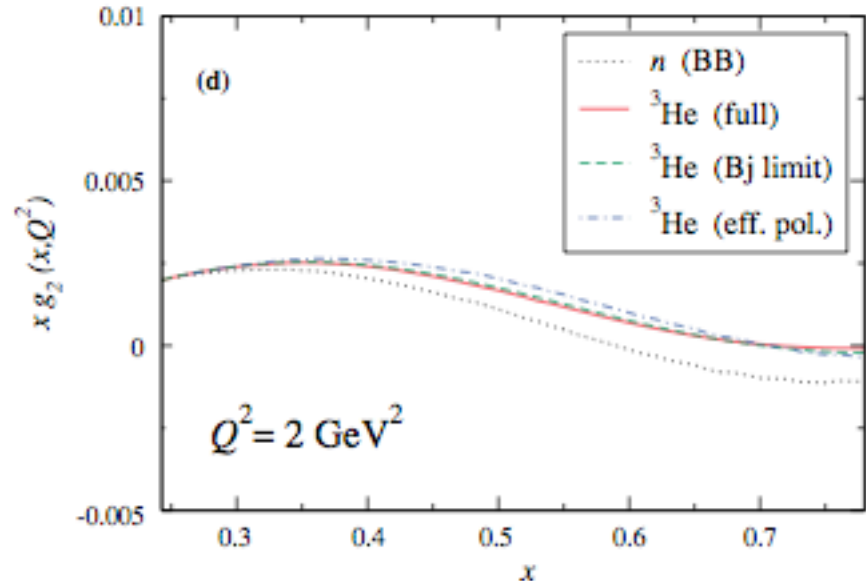 0.01
(d)
n (BB)
³He (full)
³He (Bj limit)
³He (eff. pol.)
0.005
x g₂ (x,Q²)
0
Q² = 2 GeV²
-0.005
0.3 0.4 0.5 0.6 0.7
x